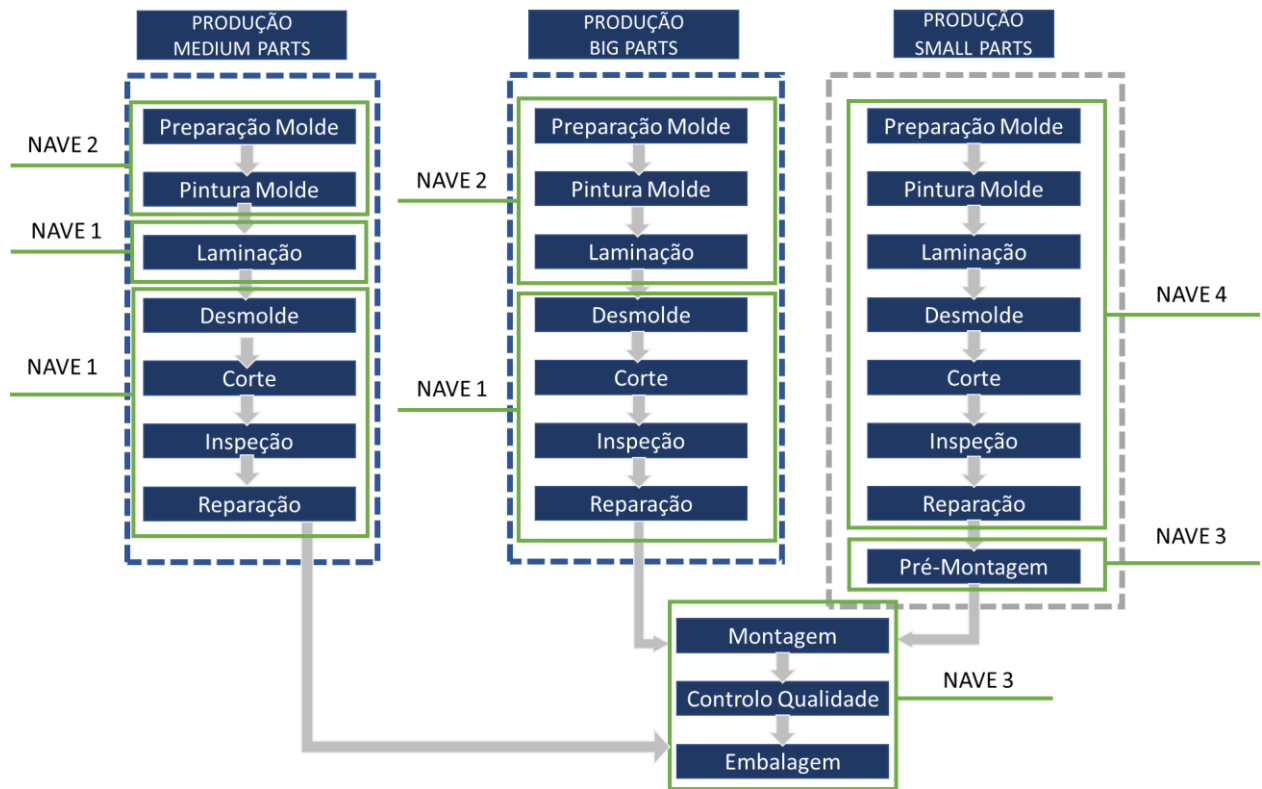 PRODUÇÃO
MEDIUM PARTS
NAVE 2
Preparação Molde
Pintura Molde
NAVE 1
Laminação
NAVE 1
Desmolde
Corte
Inspeção
Reparação
PRODUÇÃO
BIG PARTS
NAVE 2
Preparação Molde
Pintura Molde
Laminação
NAVE 1
Desmolde
Corte
Inspeção
Reparação
PRODUÇÃO
SMALL PARTS
Preparação Molde
Pintura Molde
Laminação
Desmolde
Corte
Inspeção
Reparação
NAVE 4
Pré-Montagem
NAVE 3
Montagem
Controlo Qualidade
Embalagem
NAVE 3